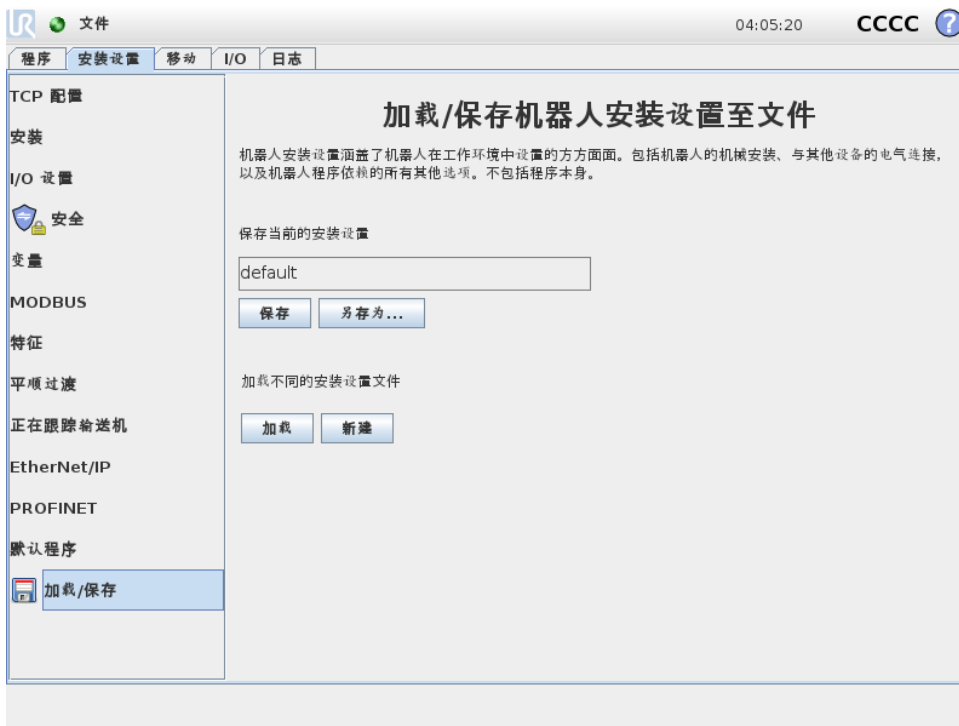 UR 文件 04:05:20 CCCC ?
程序 安装设置 移动 I/O 日志
TCP 配置
安装
I/O 设置
安全
变量
MODBUS
特征
平顺过渡
正在跟踪输送机
EtherNet/IP
PROFINET
默认程序
加载/保存
加载/保存机器人安装设置至文件
机器人安装设置涵盖了机器人在工作环境中设置的方方面面。包括机器人的机械安装、与其他设备的电气连接,
以及机器人程序依赖的所有其他选项。不包括程序本身。
保存当前的安装设置
default
保存 另存为...
加载不同的安装设置文件
加载 新建